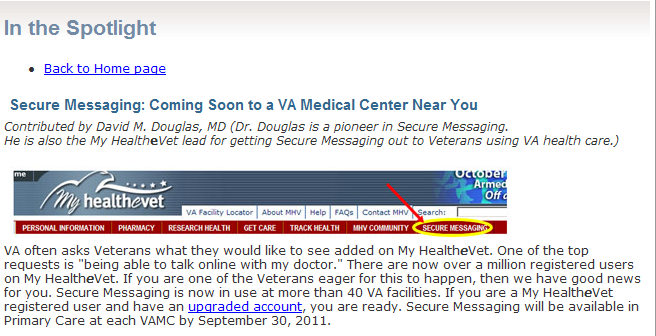 In the Spotlight
Back to Home page
Secure Messaging: Coming Soon to a VA Medical Center Near You
Contributed by David M. Douglas, MD (Dr. Douglas is a pioneer in Secure Messaging.
He is also the My HealtheVet lead for getting Secure Messaging out to Veterans using VA health care.)
me
October
My healthevet
Armed
Off a
VA Facility Locator | About MHV | Help | FAQs | Contact MHV | Search:
PERSONAL INFORMATION PHARMACY RESEARCH HEALTH GET CARE TRACK HEALTH MHV COMMUNITY SECURE MESSAGING
VA often asks Veterans what they would like to see added on My HealtheVet. One of the top
requests is "being able to talk online with my doctor." There are now over a million registered users
on My HealtheVet. If you are one of the Veterans eager for this to happen, then we have good news
for you. Secure Messaging is now in use at more than 40 VA facilities. If you are a My HealtheVet
registered user and have an upgraded account, you are ready. Secure Messaging will be available in
Primary Care at each VAMC by September 30, 2011.